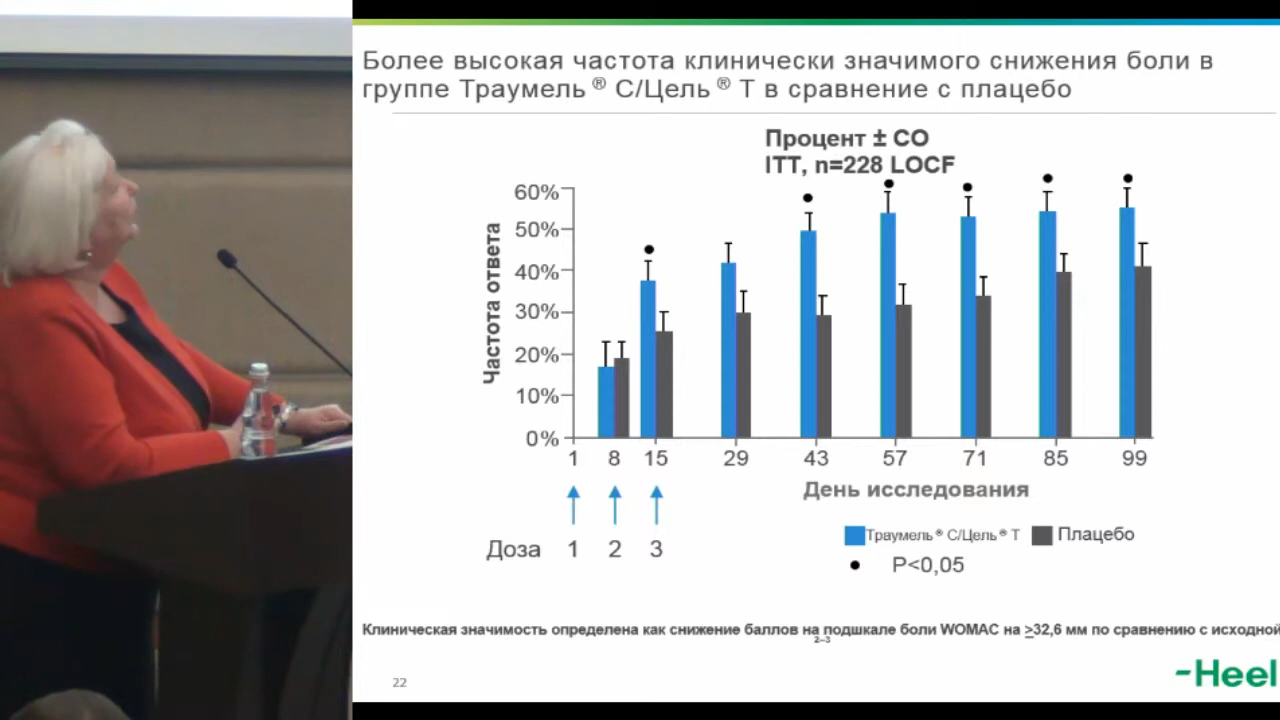 Более высокая частота клинически значимого снижения боли в
группе Траумель ® С/Цель ® Т в сравнение с плацебо
Процент ± СО
ITT, n=228 LOCF
Частота ответа
60%
50%
40%
30%
20%
10%
0%
1 8 15 29 43 57 71 85 99
День исследования
Доза 1 2 3
Траумель ® С/Цель ® Т Плацебо
• P<0,05
Клиническая значимость определена как снижение баллов на подшкале боли WOMAC на ≥32,6 мм по сравнению с исходной
2–3
22
-Heel